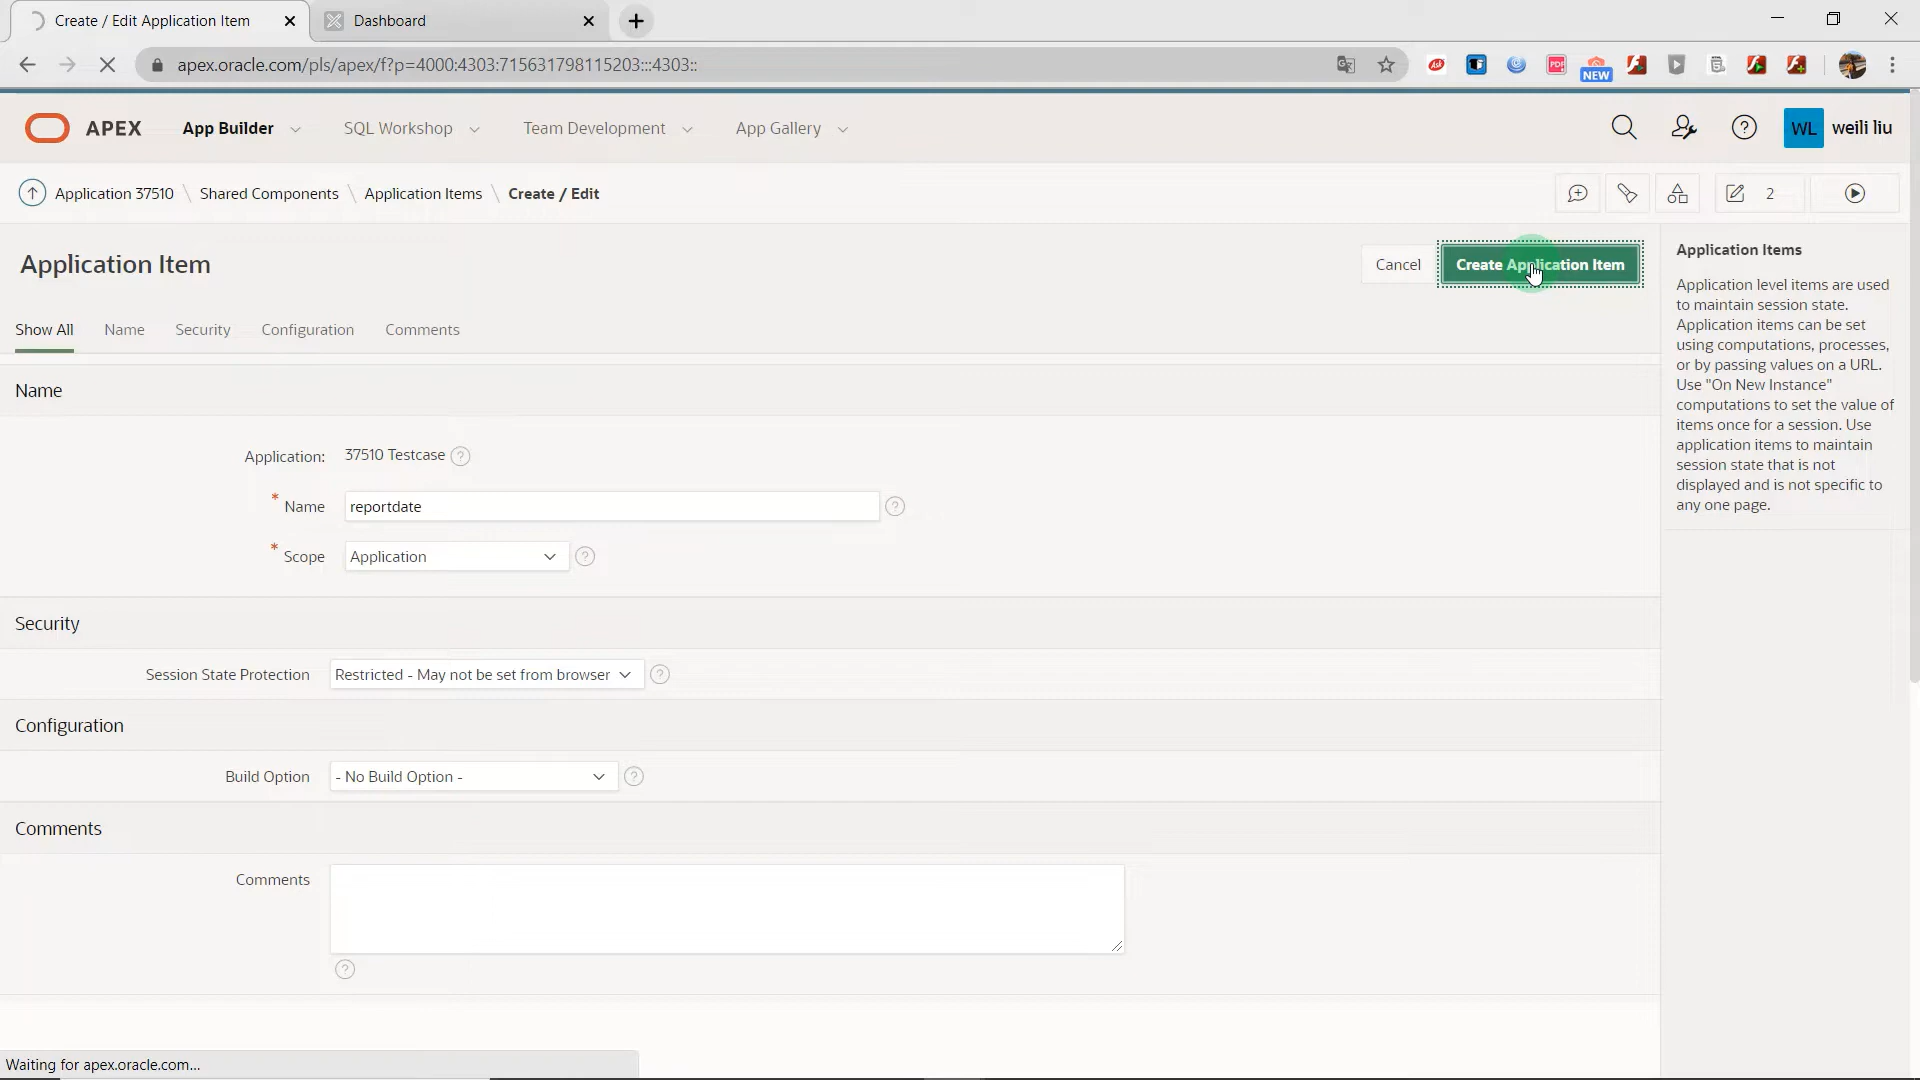 Create / Edit Application Item
Dashboard
apex.oracle.com/pls/apex/f?p=4000:4303:715631798115203:::4303::
Ask
PDF
NEW
APEX
App Builder
SQL Workshop
Team Development
App Gallery
WL
weili liu
Application 37510 \ Shared Components \ Application Items \ Create / Edit
2
Application Item
Cancel
Create Application Item
Show All
Name
Security
Configuration
Comments
Name
Application: 37510 Testcase
* Name reportdate
* Scope Application
Security
Session State Protection Restricted - May not be set from browser
Configuration
Build Option - No Build Option -
Comments
Comments
Application Items
Application level items are used
to maintain session state.
Application items can be set
using computations, processes,
or by passing values on a URL.
Use "On New Instance"
computations to set the value of
items once for a session. Use
application items to maintain
session state that is not
displayed and is not specific to
any one page.
Waiting for apex.oracle.com...